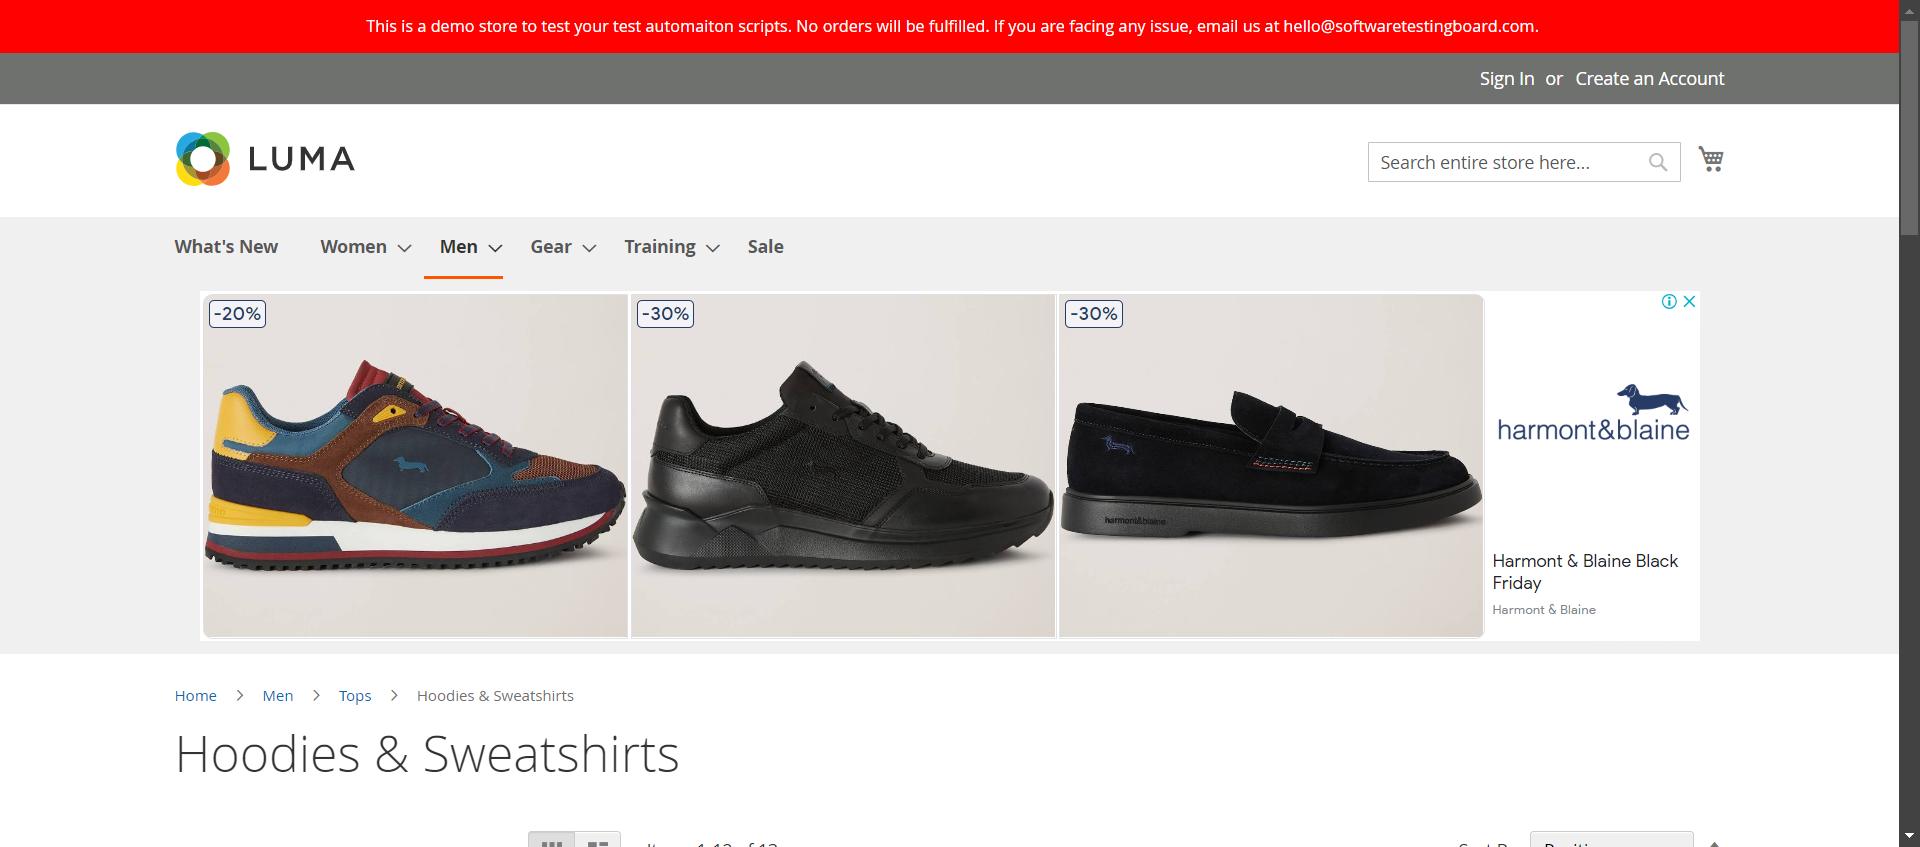 This is a demo store to test your test automaiton scripts. No orders will be fulfilled. If you are facing any issue, email us at hello@softwaretestingboard.com.
Sign In or Create an Account
LUMA
Search entire store here...
What's New Women Men Gear Training Sale
-20%
-30%
-30%
harmont&blaine
harmont&blaine
Harmont & Blaine Black
Friday
Harmont & Blaine
Home Men Tops Hoodies & Sweatshirts
Hoodies & Sweatshirts